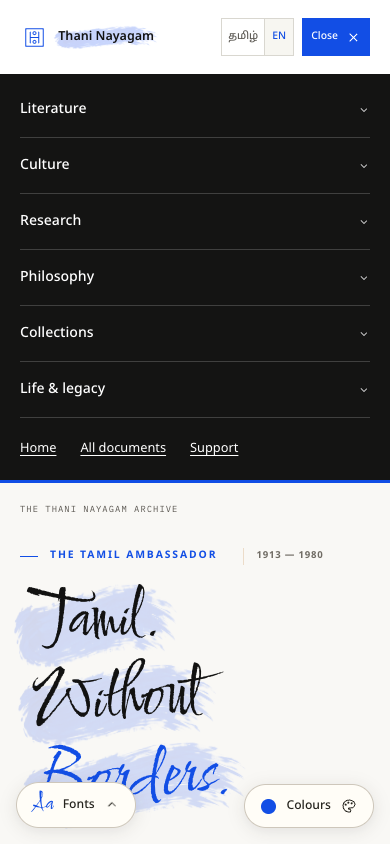 Thani Nayagam
தமிழ் EN Close
Literature
Culture
Research
Philosophy
Collections
Life & legacy
Home All documents Support
THE THANI NAYAGAM ARCHIVE
THE TAMIL AMBASSADOR 1913 — 1980
Tamil.
Without
Borders.
Aa Fonts Colours